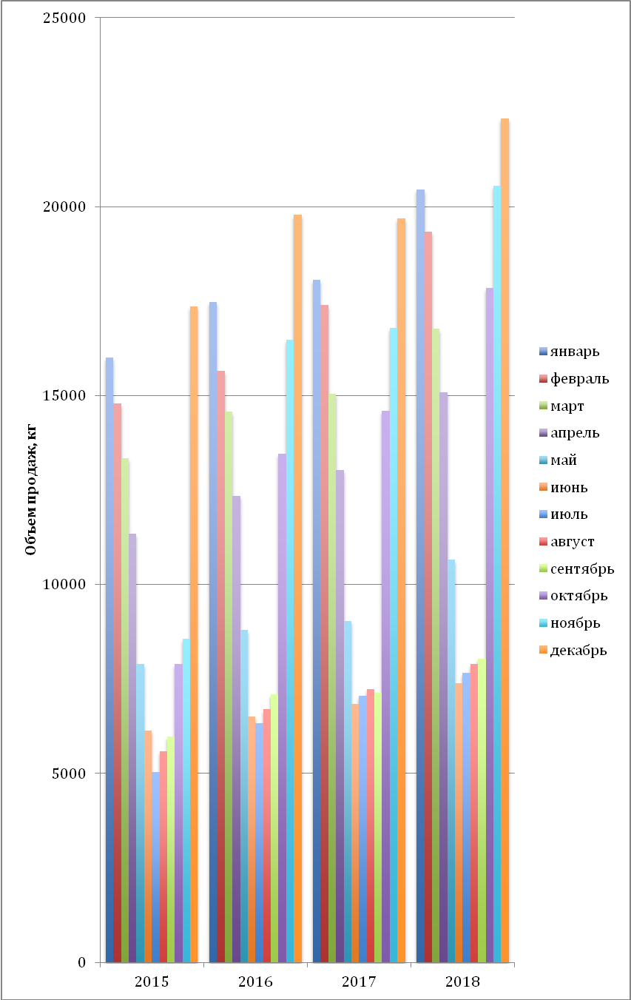 25000
20000
15000
10000
5000
0
Объем продаж, кг
2015 2016 2017 2018
январь
февраль
март
апрель
май
июнь
июль
август
сентябрь
октябрь
ноябрь
декабрь